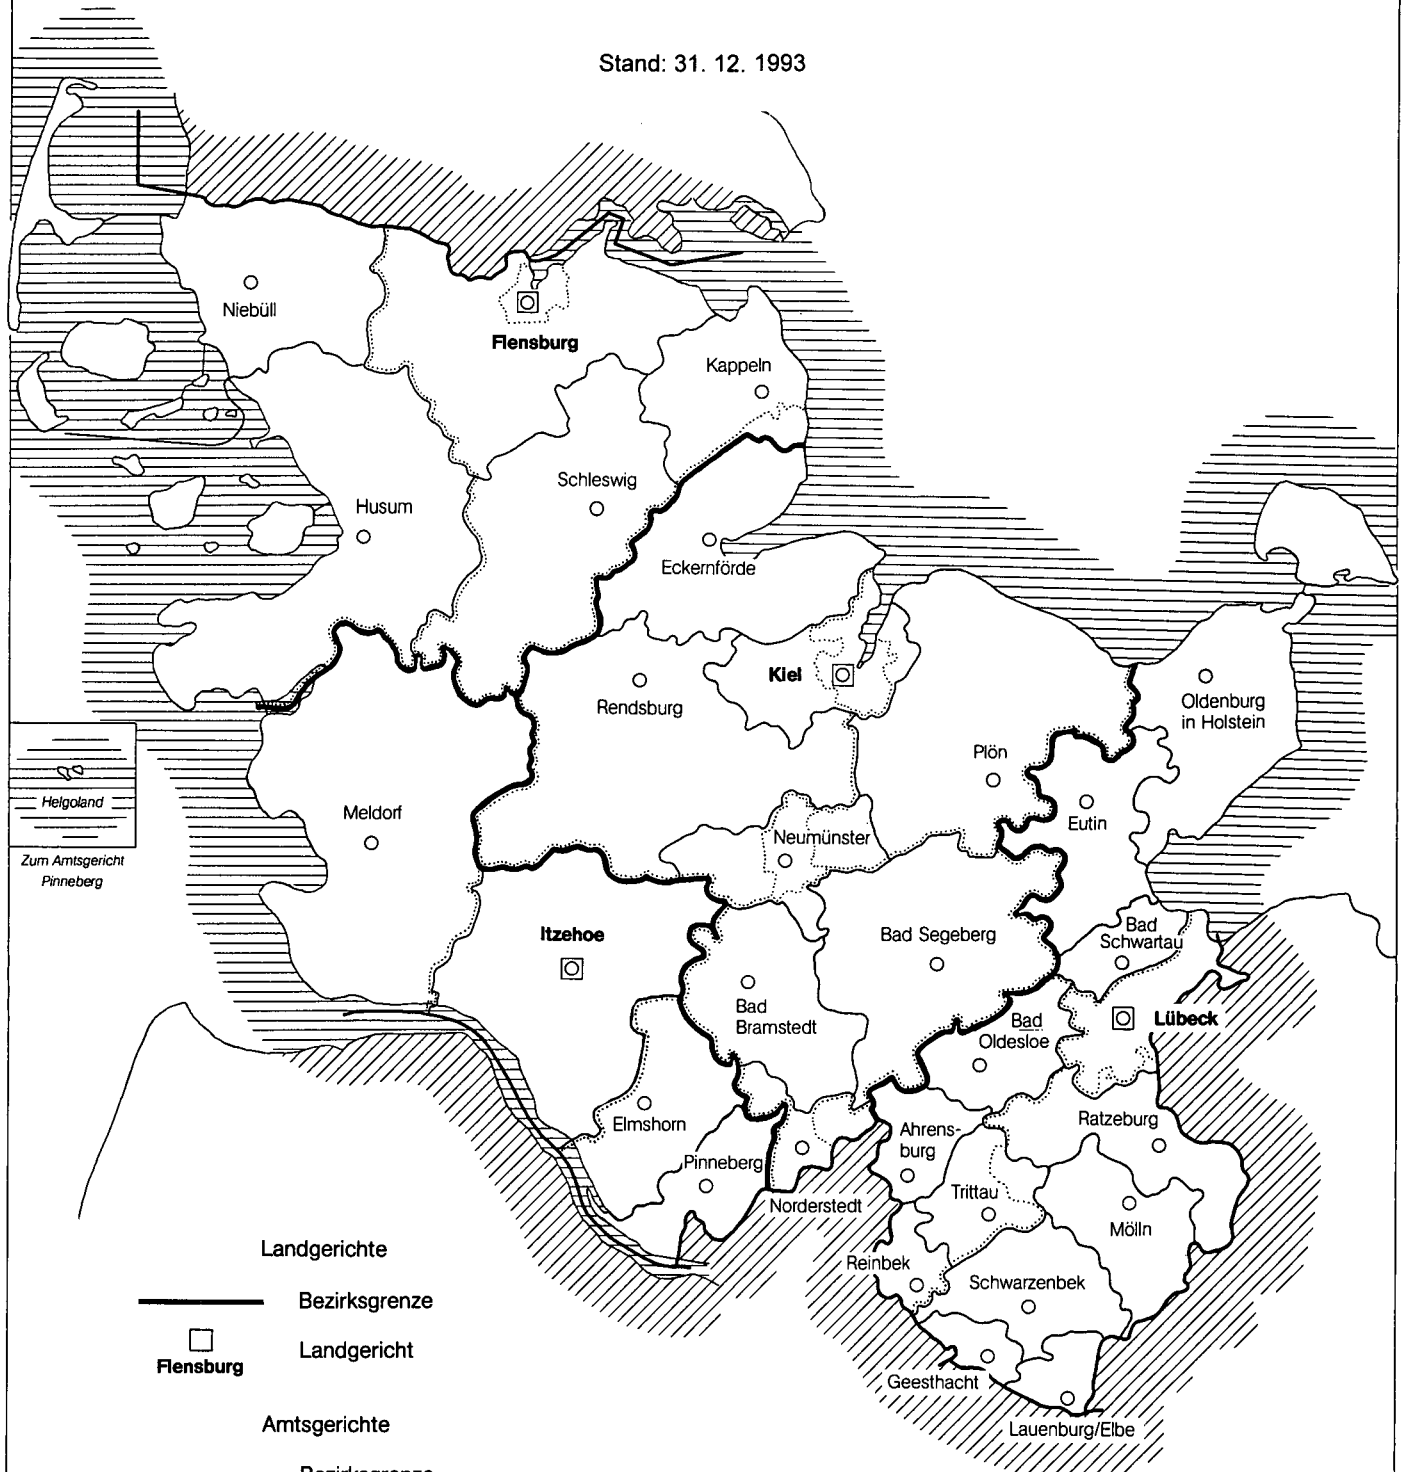 Stand: 31. 12. 1993
Niebüll
Flensburg
Kappeln
Schleswig
Husum
Eckernförde
Kiel
Rendsburg
Oldenburg
in Holstein
Plön
Helgoland
Zum Amtsgericht
Pinneberg
Meldorf
Eutin
Neumünster
Itzehoe
Bad Segeberg
Bad
Schwartau
Bad
Bramstedt
Lübeck
Bad
Oldesloe
Elmshorn
Ahrens-
burg
Ratzeburg
Pinneberg
Norderstedt
Trittau
Mölln
Reinbek
Schwarzenbek
Geesthacht
Lauenburg/Elbe
Landgerichte
Bezirksgrenze
Landgericht
Flensburg
Amtsgerichte
Bezirksgrenze